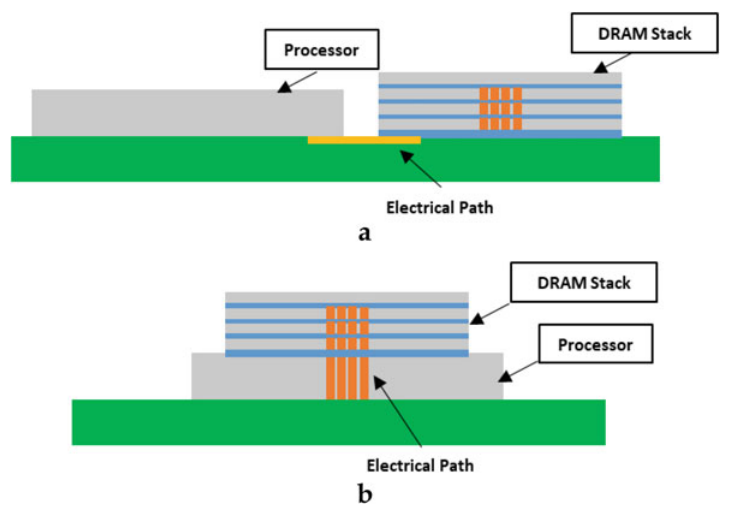 Processor
DRAM Stack
Electrical Path
a
DRAM Stack
Processor
Electrical Path
b